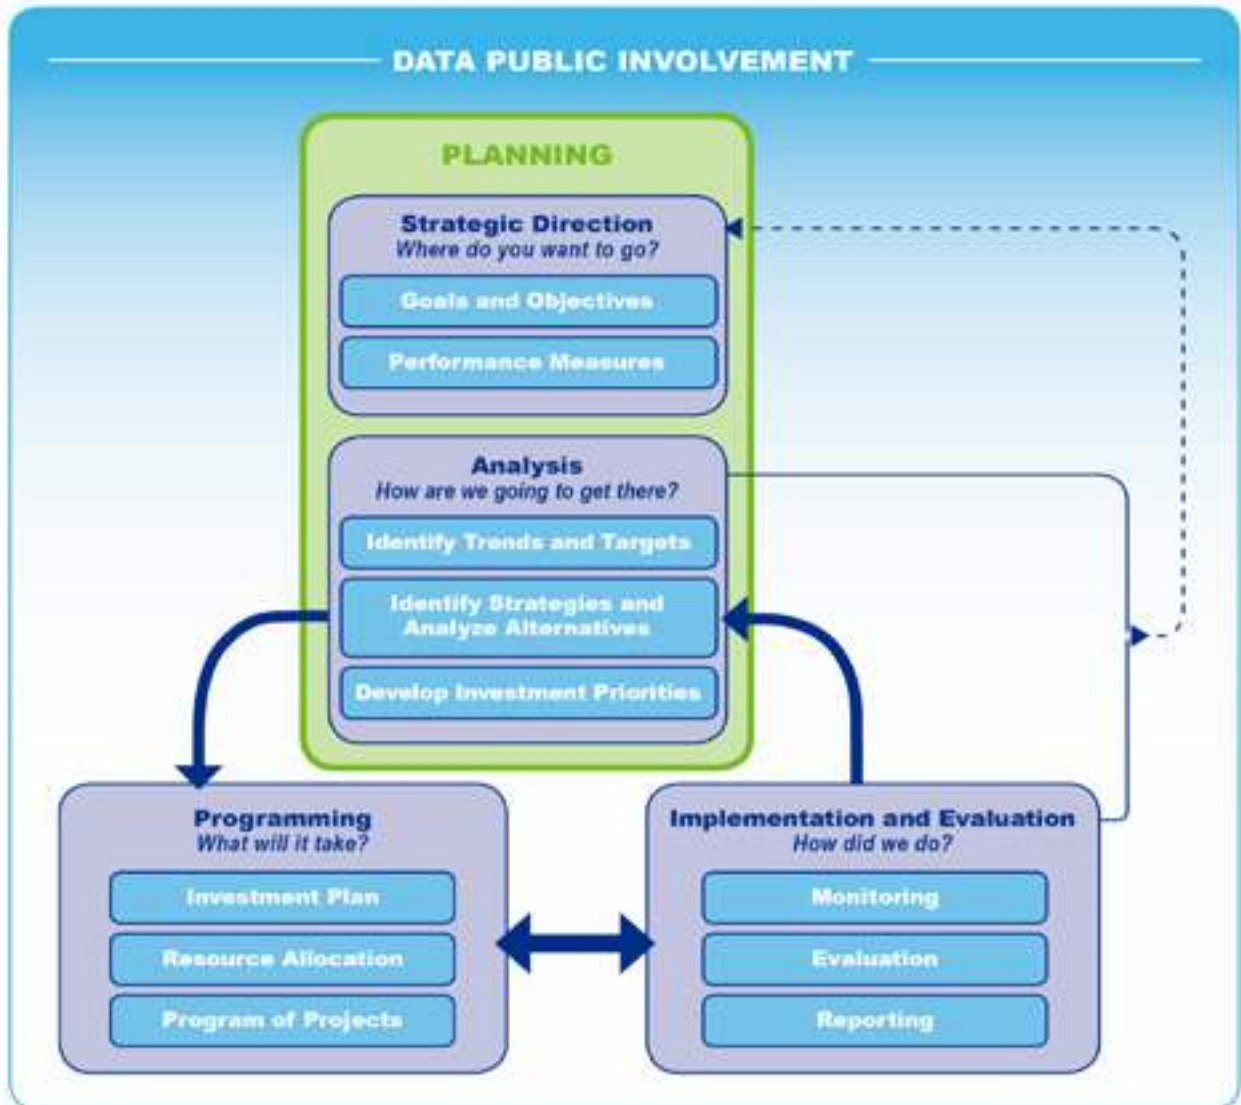 DATA PUBLIC INVOLVEMENT
PLANNING
Strategic Direction
Where do you want to go?
Goals and Objectives
Performance Measures
Analysis
How are we going to get there?
Identify Trends and Targets
Identify Strategies and
Analyze Alternatives
Develop Investment Priorities
Programming
What will it take?
Investment Plan
Resource Allocation
Program of Projects
Implementation and Evaluation
How did we do?
Monitoring
Evaluation
Reporting